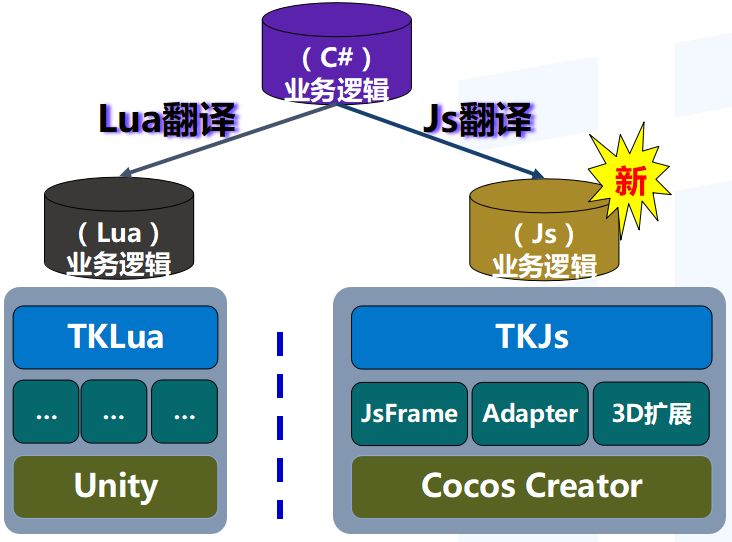 （C#）
业务逻辑
Lua翻译
Js翻译
新
（Lua）
业务逻辑
（Js）
业务逻辑
TKLua
TKJs
... ... ...
JsFrame Adapter 3D扩展
Unity
Cocos Creator